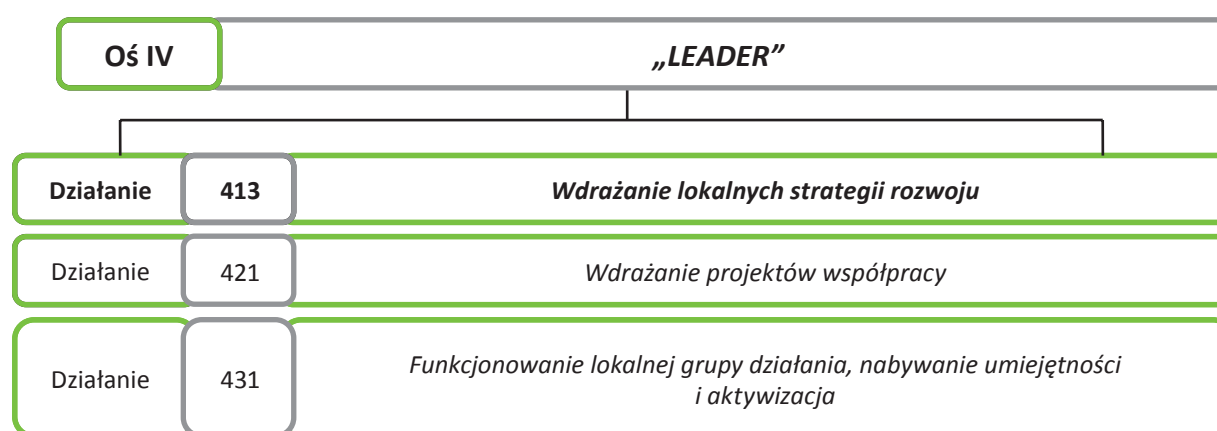 Oś IV „LEADER”
Działanie 413 Wdrażanie lokalnych strategii rozwoju
Działanie 421 Wdrażanie projektów współpracy
Działanie 431 Funkcjonowanie lokalnej grupy działania, nabywanie umiejętności
i aktywizacja